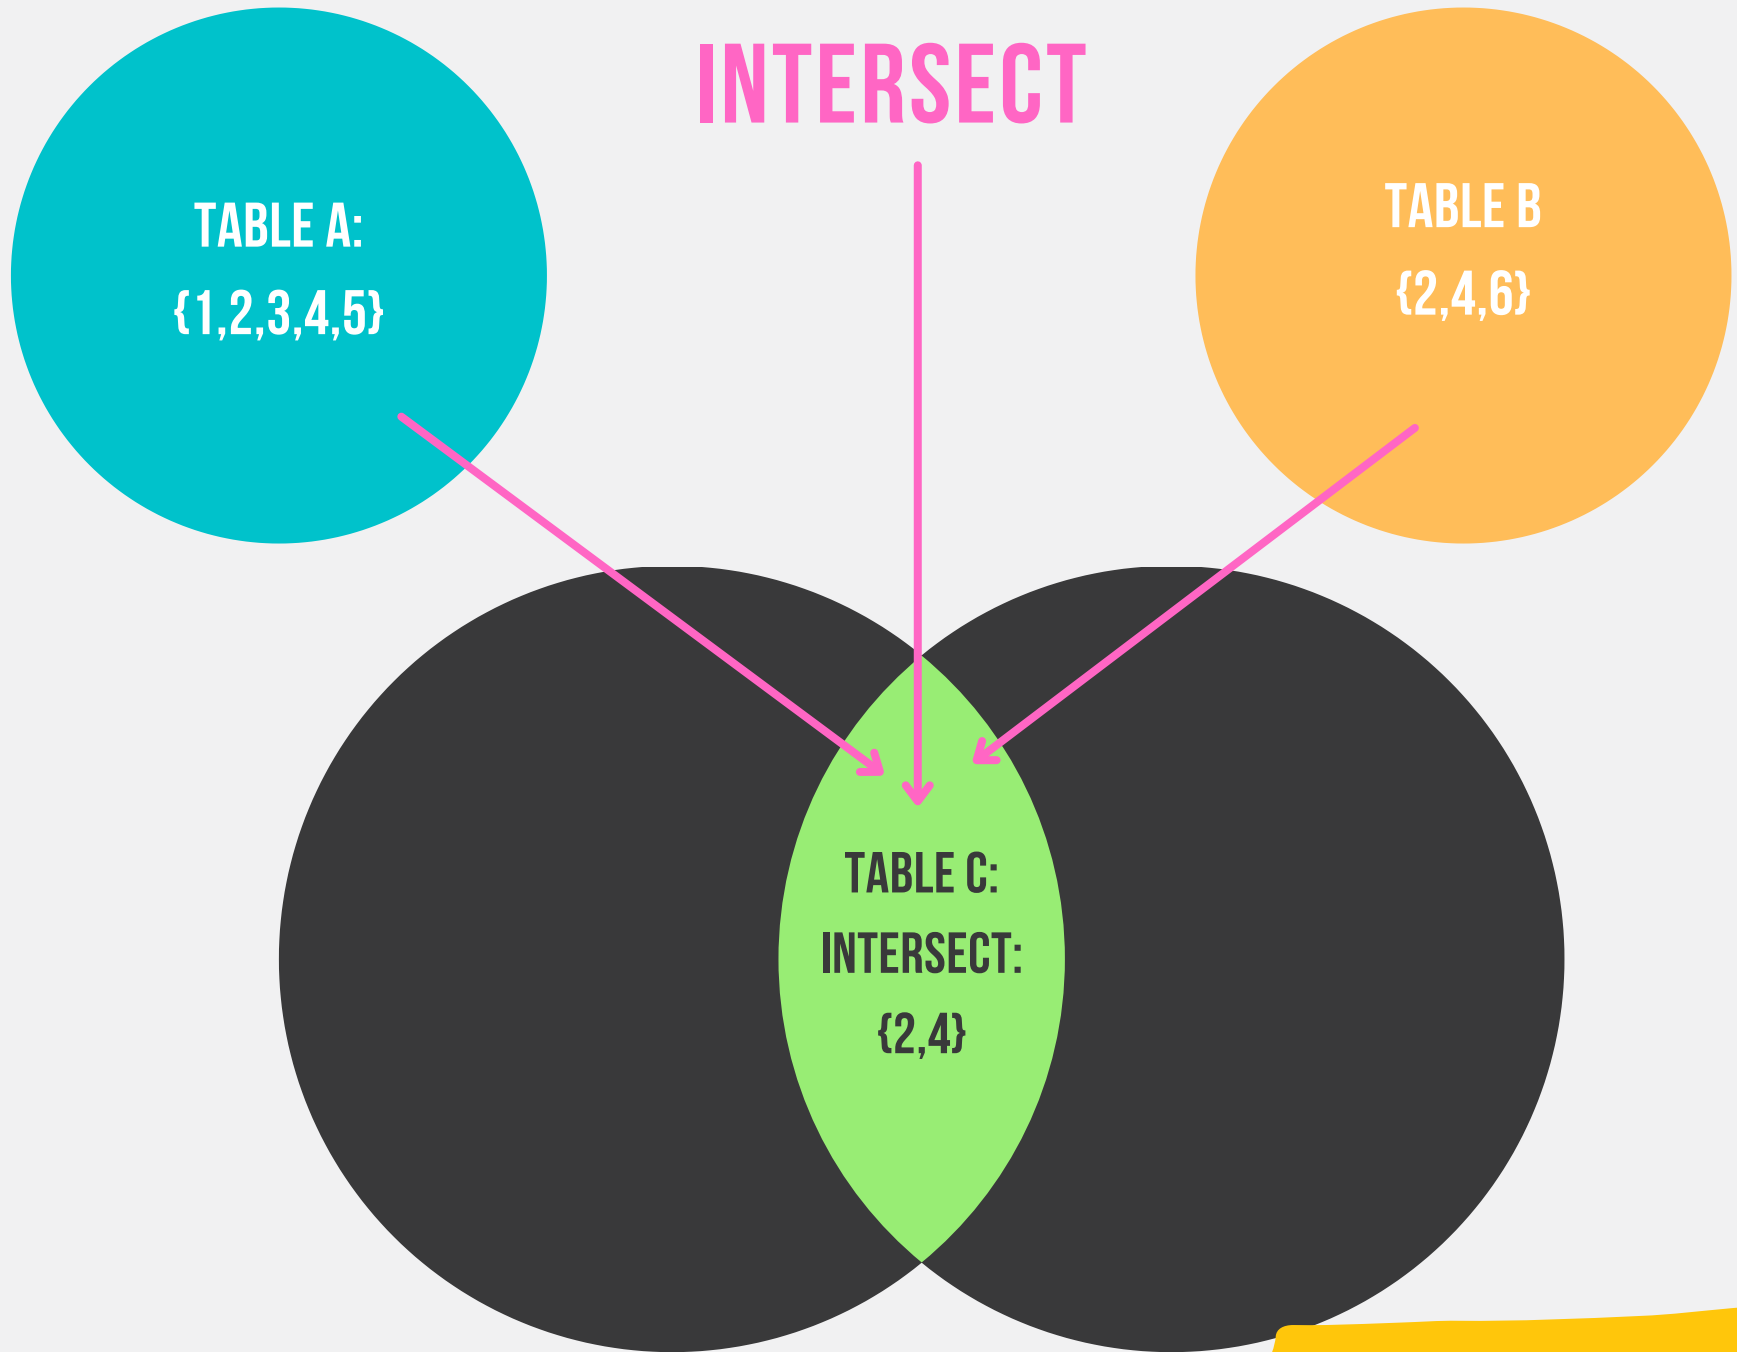 INTERSECT
TABLE A:
{1,2,3,4,5}
TABLE B
{2,4,6}
TABLE C:
INTERSECT:
{2,4}